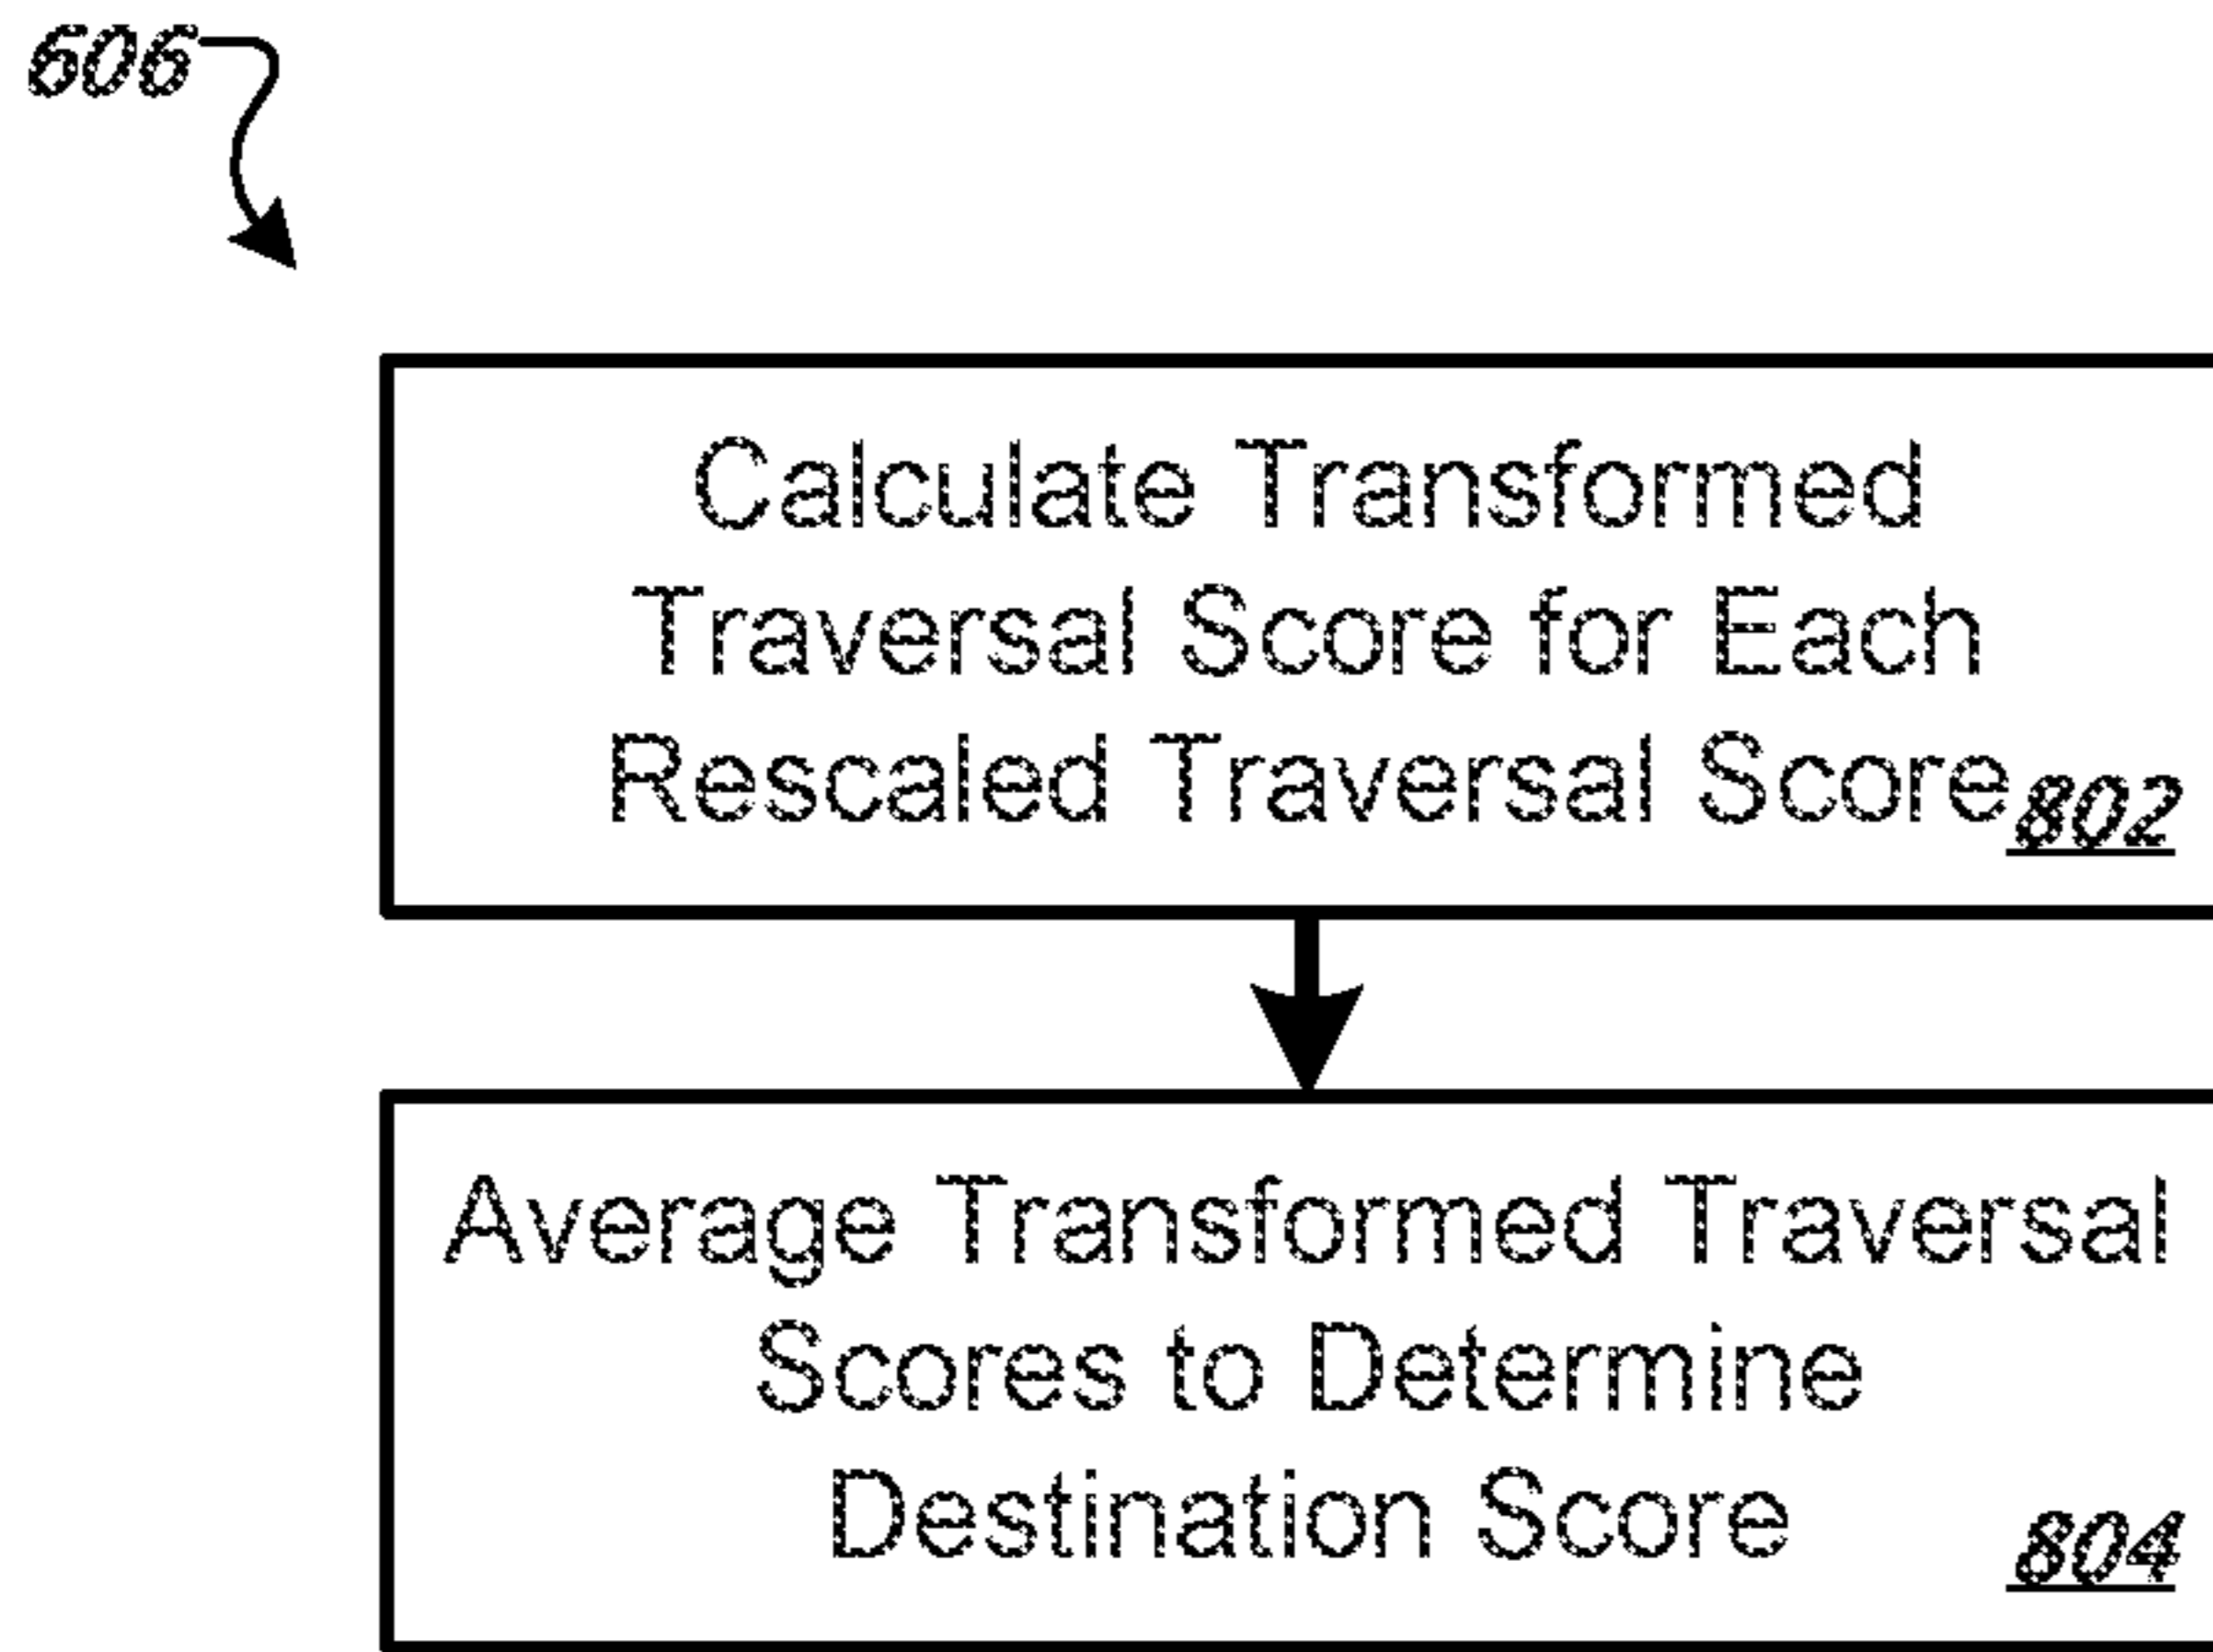 606
Calculate Transformed
Traversal Score for Each
Rescaled Traversal Score
802
Average Transformed Traversal
Scores to Determine
Destination Score
804